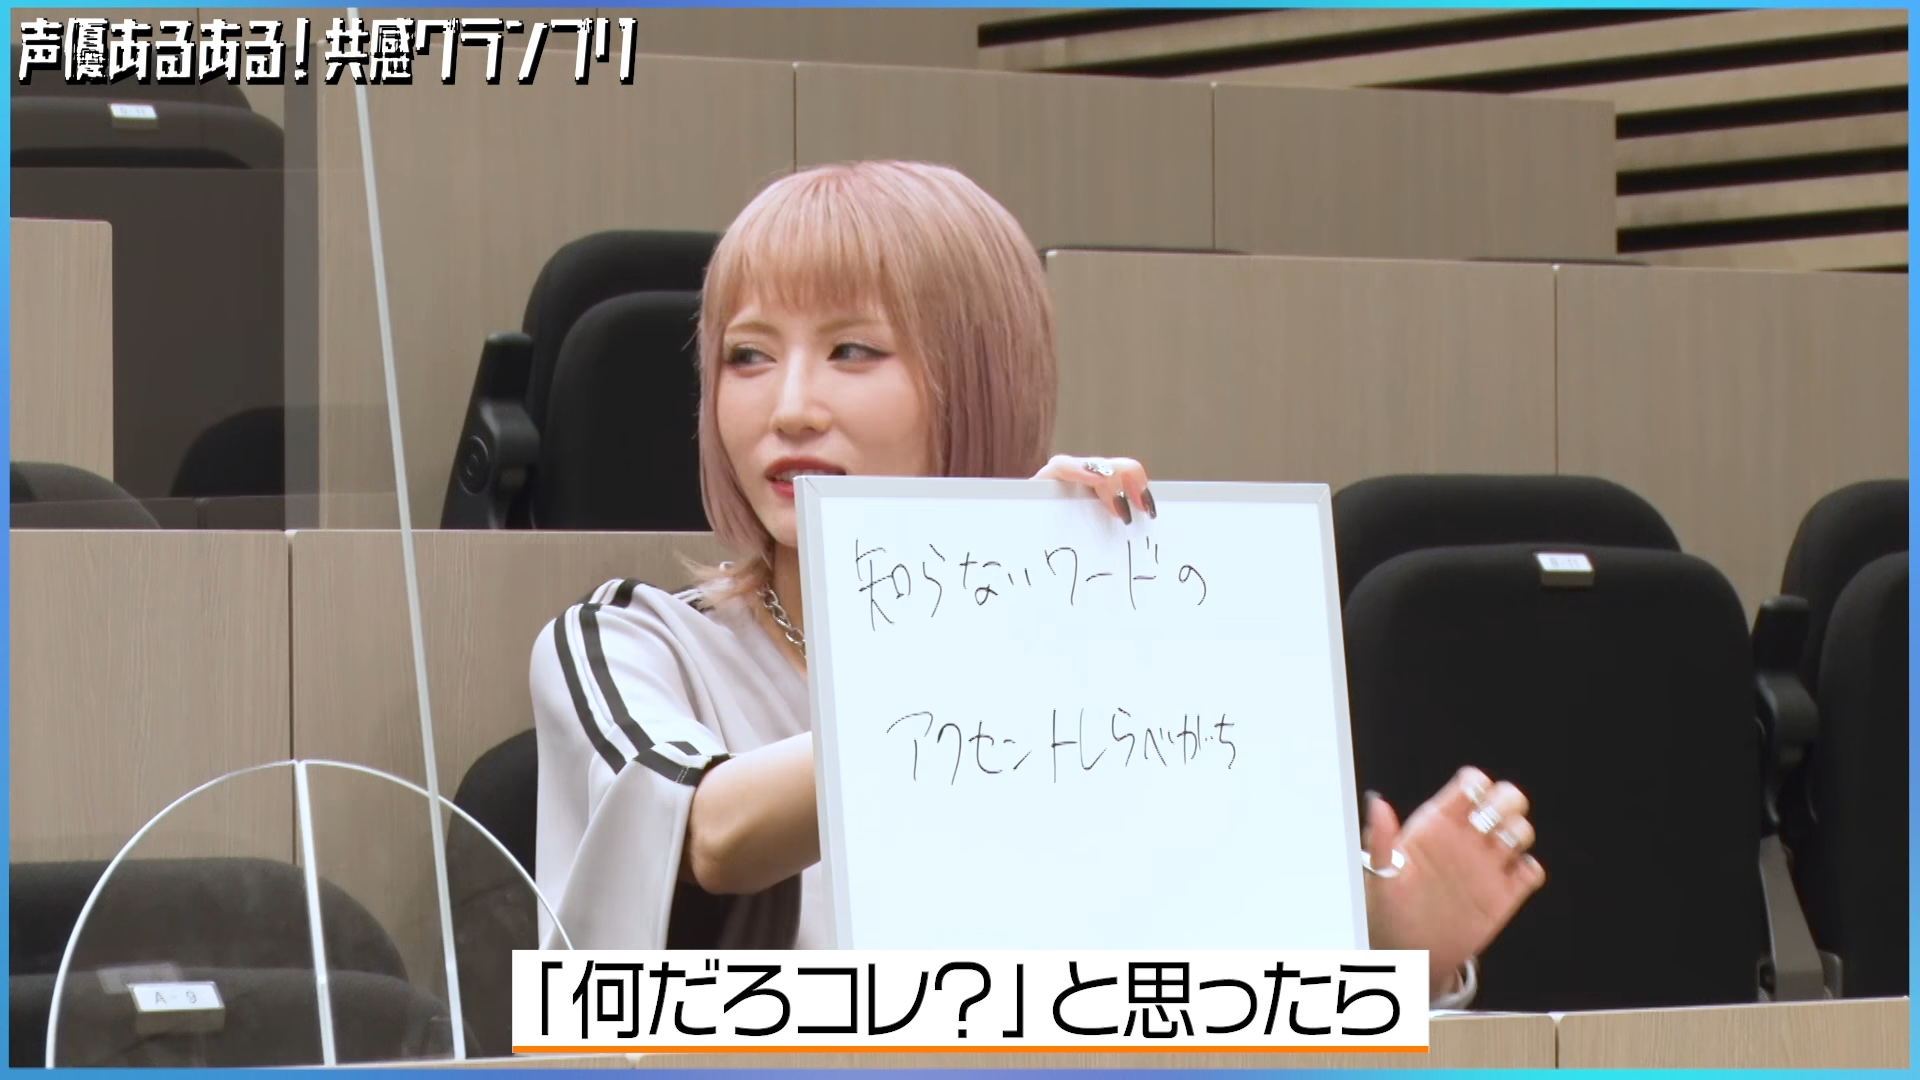 声優あるある!共感グランプリ
知らないワードの
アクセントしらべがち
A-9
「何だろコレ?」と思ったら